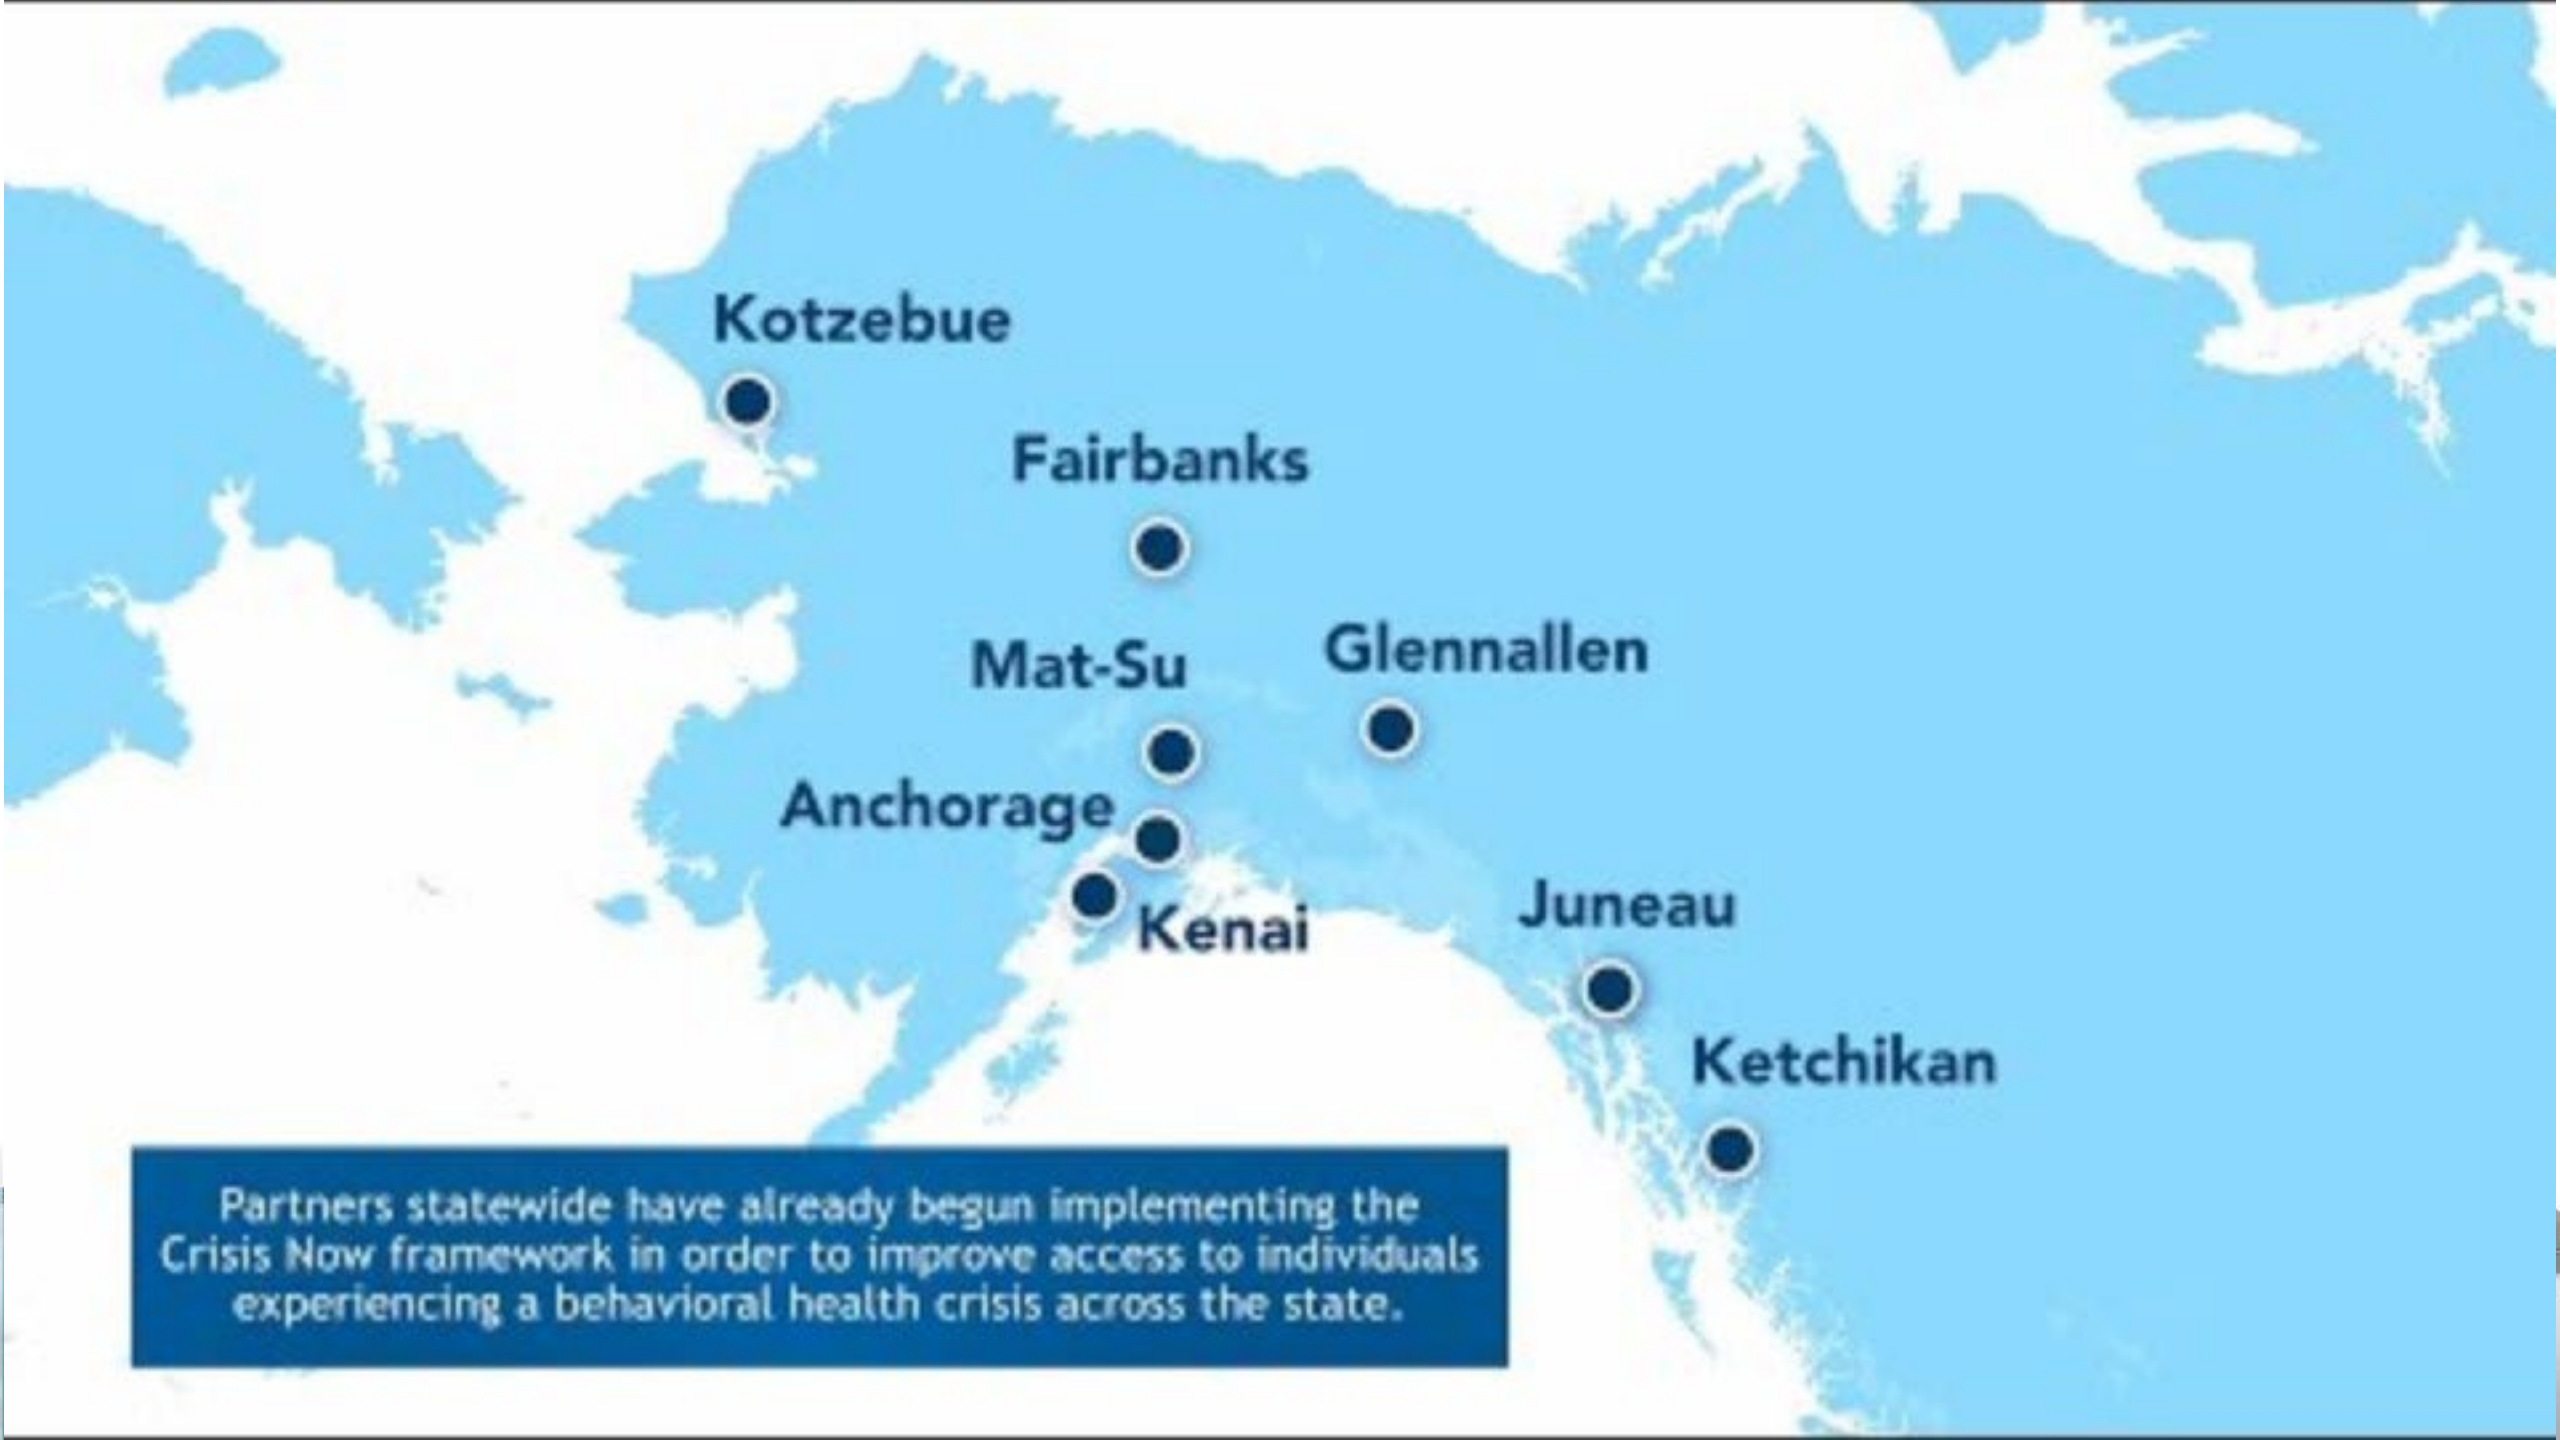 Kotzebue
Fairbanks
Mat-Su
Glennallen
Anchorage
Kenai
Juneau
Ketchikan
Partners statewide have already begun implementing the
Crisis Now framework in order to improve access to individuals
experiencing a behavioral health crisis across the state.